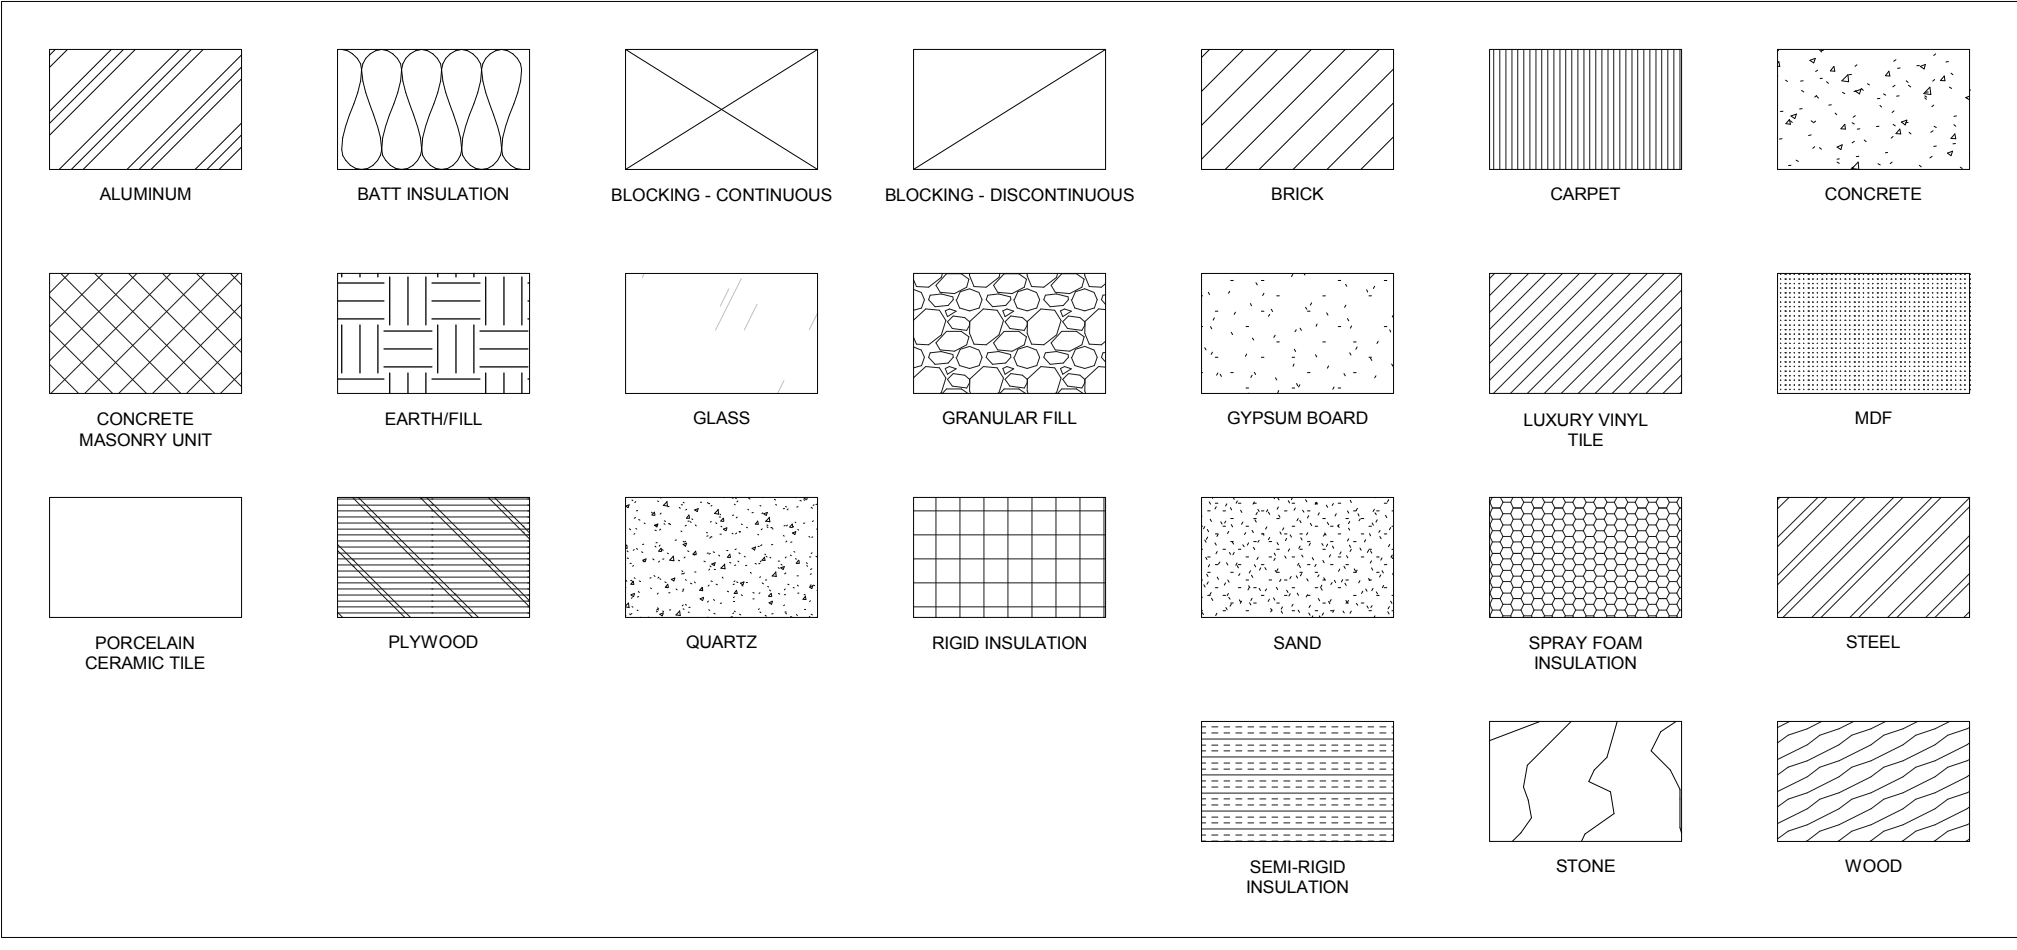 ALUMINUM
BATT INSULATION
BLOCKING - CONTINUOUS
BLOCKING - DISCONTINUOUS
BRICK
CARPET
CONCRETE
CONCRETE
MASONRY UNIT
EARTH/FILL
GLASS
GRANULAR FILL
GYPSUM BOARD
LUXURY VINYL
TILE
MDF
PORCELAIN
CERAMIC TILE
PLYWOOD
QUARTZ
RIGID INSULATION
SAND
SPRAY FOAM
INSULATION
STEEL
SEMI-RIGID
INSULATION
STONE
WOOD